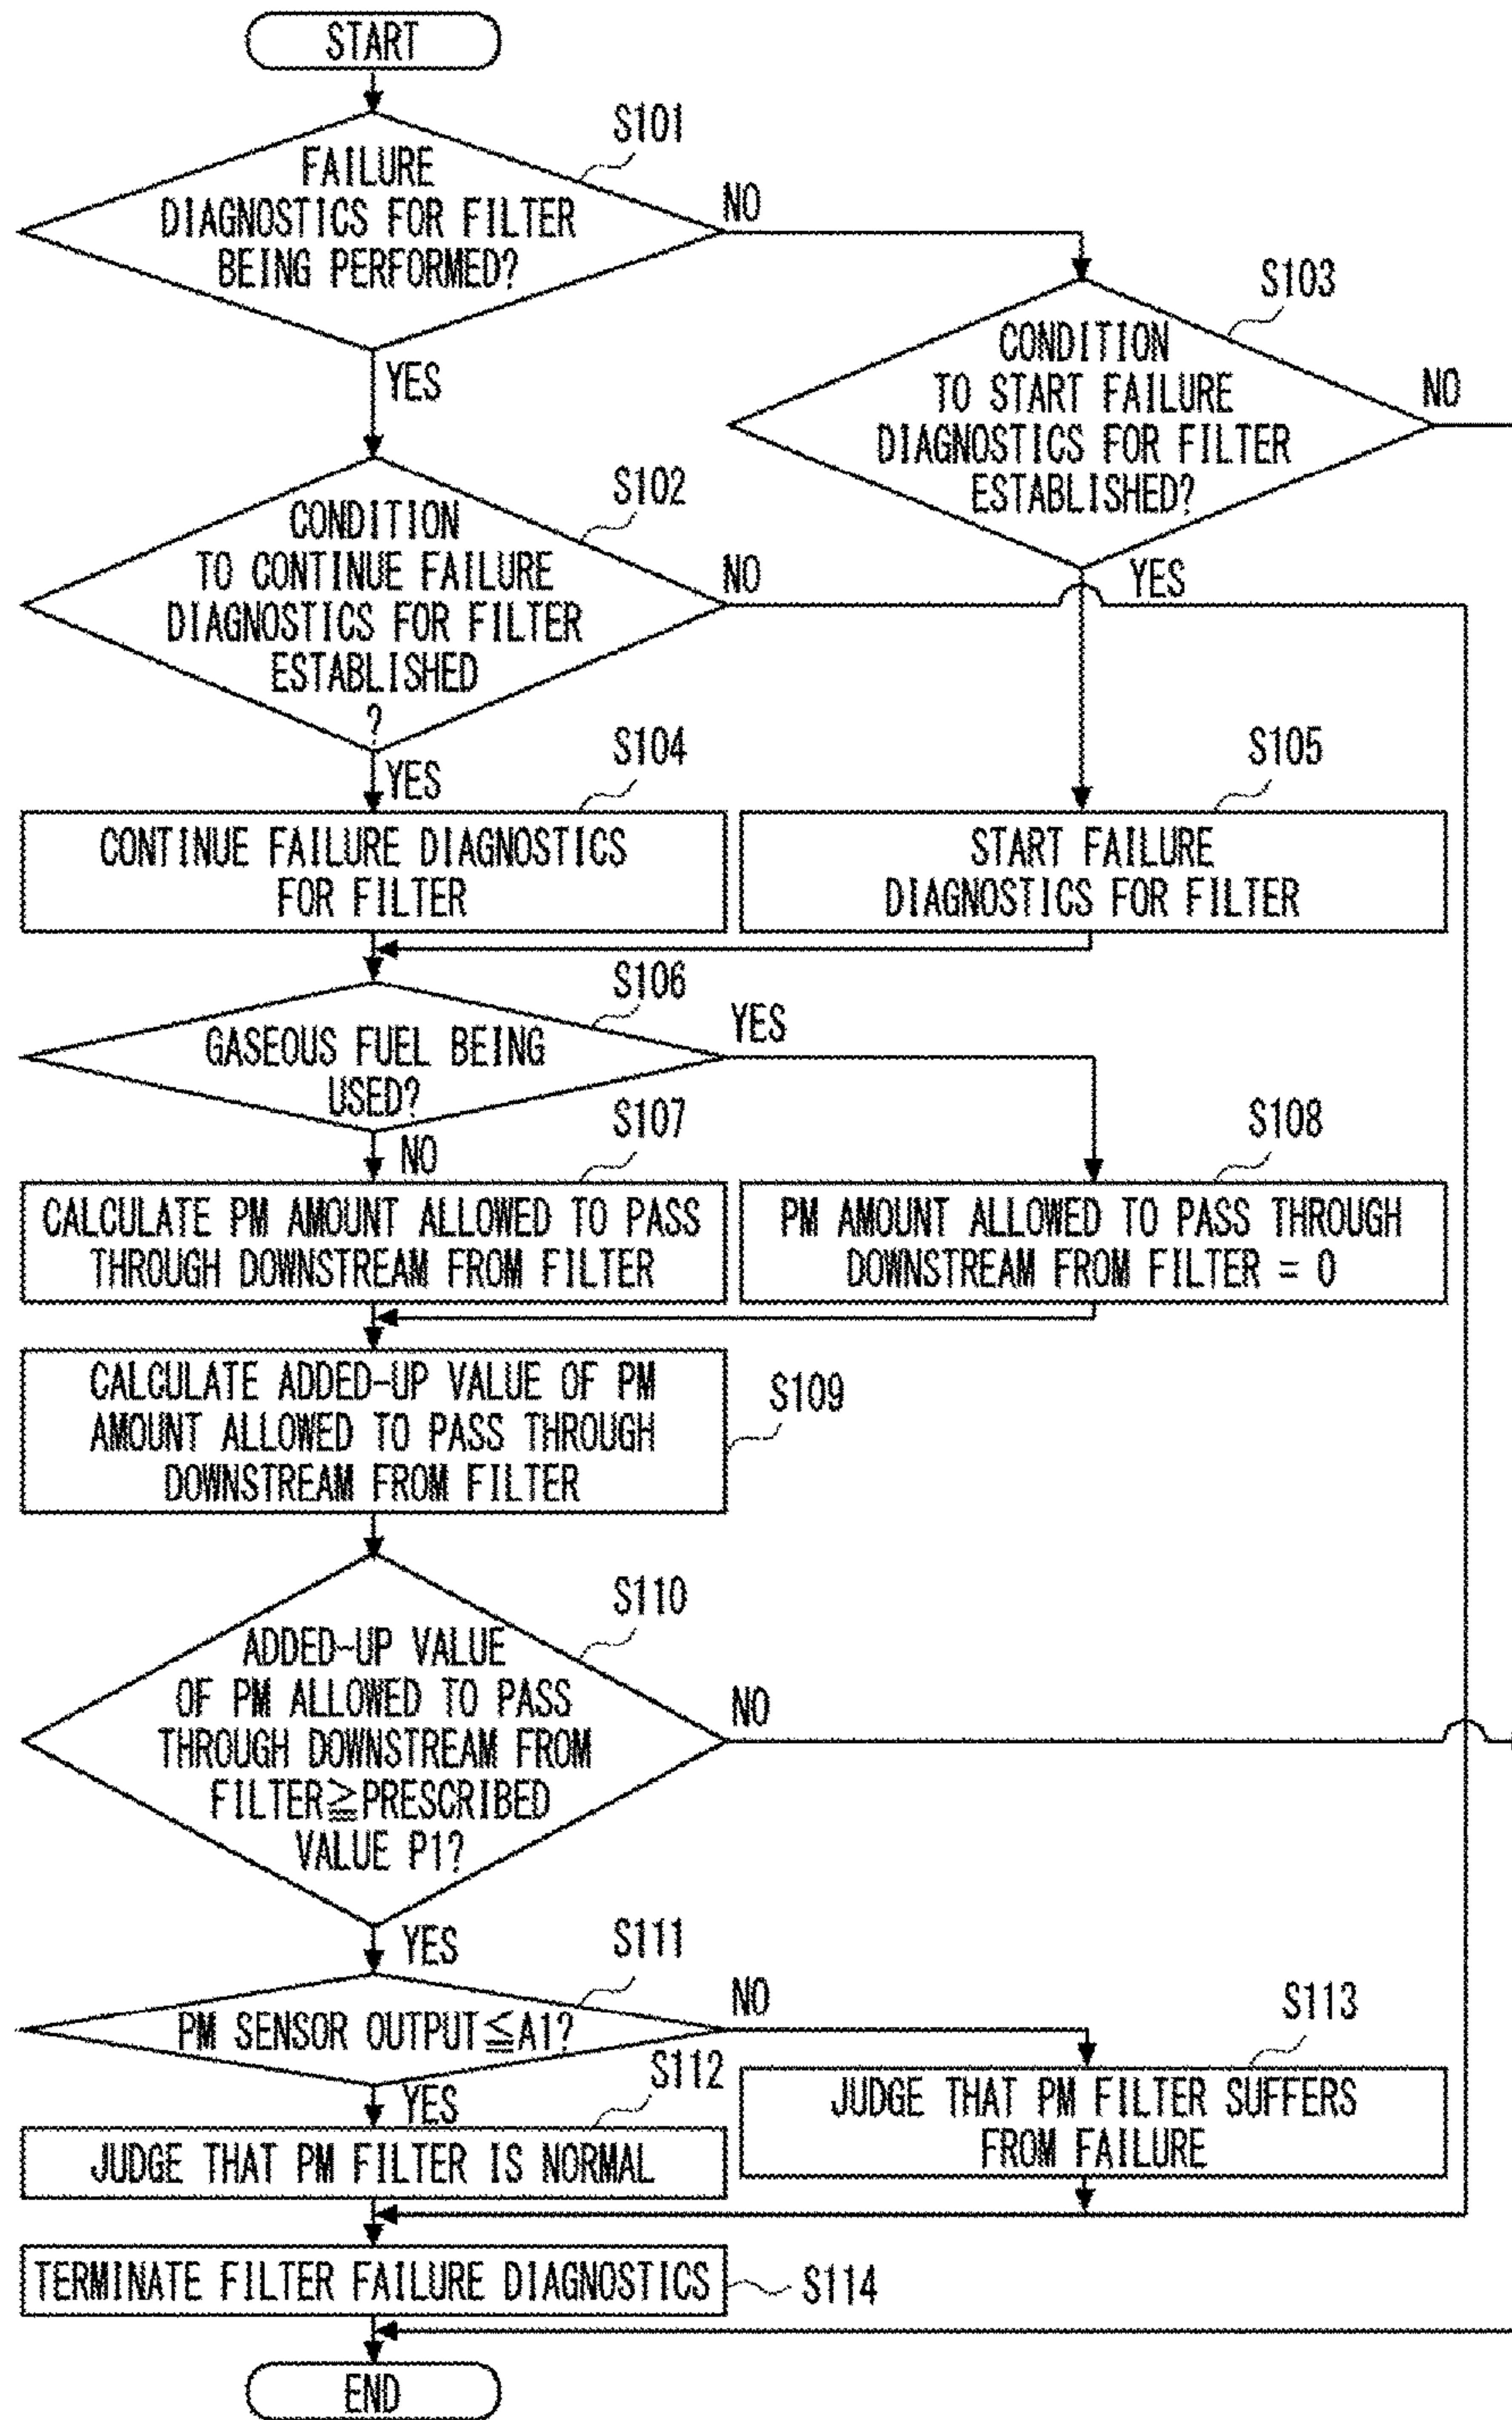 START
S101
FAILURE
DIAGNOSTICS FOR FILTER
BEING PERFORMED?
NO
YES
S103
CONDITION
TO START FAILURE
DIAGNOSTICS FOR FILTER
ESTABLISHED?
NO
YES
S102
CONDITION
TO CONTINUE FAILURE
DIAGNOSTICS FOR FILTER
ESTABLISHED
?
NO
YES
S104
CONTINUE FAILURE DIAGNOSTICS
FOR FILTER
S105
START FAILURE
DIAGNOSTICS FOR FILTER
S106
GASEOUS FUEL BEING
USED?
YES
NO
S107
CALCULATE PM AMOUNT ALLOWED TO PASS
THROUGH DOWNSTREAM FROM FILTER
S108
PM AMOUNT ALLOWED TO PASS THROUGH
DOWNSTREAM FROM FILTER = 0
CALCULATE ADDED-UP VALUE OF PM
AMOUNT ALLOWED TO PASS THROUGH
DOWNSTREAM FROM FILTER
S109
S110
ADDED-UP VALUE
OF PM ALLOWED TO PASS
THROUGH DOWNSTREAM FROM
FILTER≧PRESCRIBED
VALUE P1?
NO
YES
S111
PM SENSOR OUTPUT≦A1?
NO
YES
S112
JUDGE THAT PM FILTER IS NORMAL
S113
JUDGE THAT PM FILTER SUFFERS
FROM FAILURE
TERMINATE FILTER FAILURE DIAGNOSTICS
S114
END